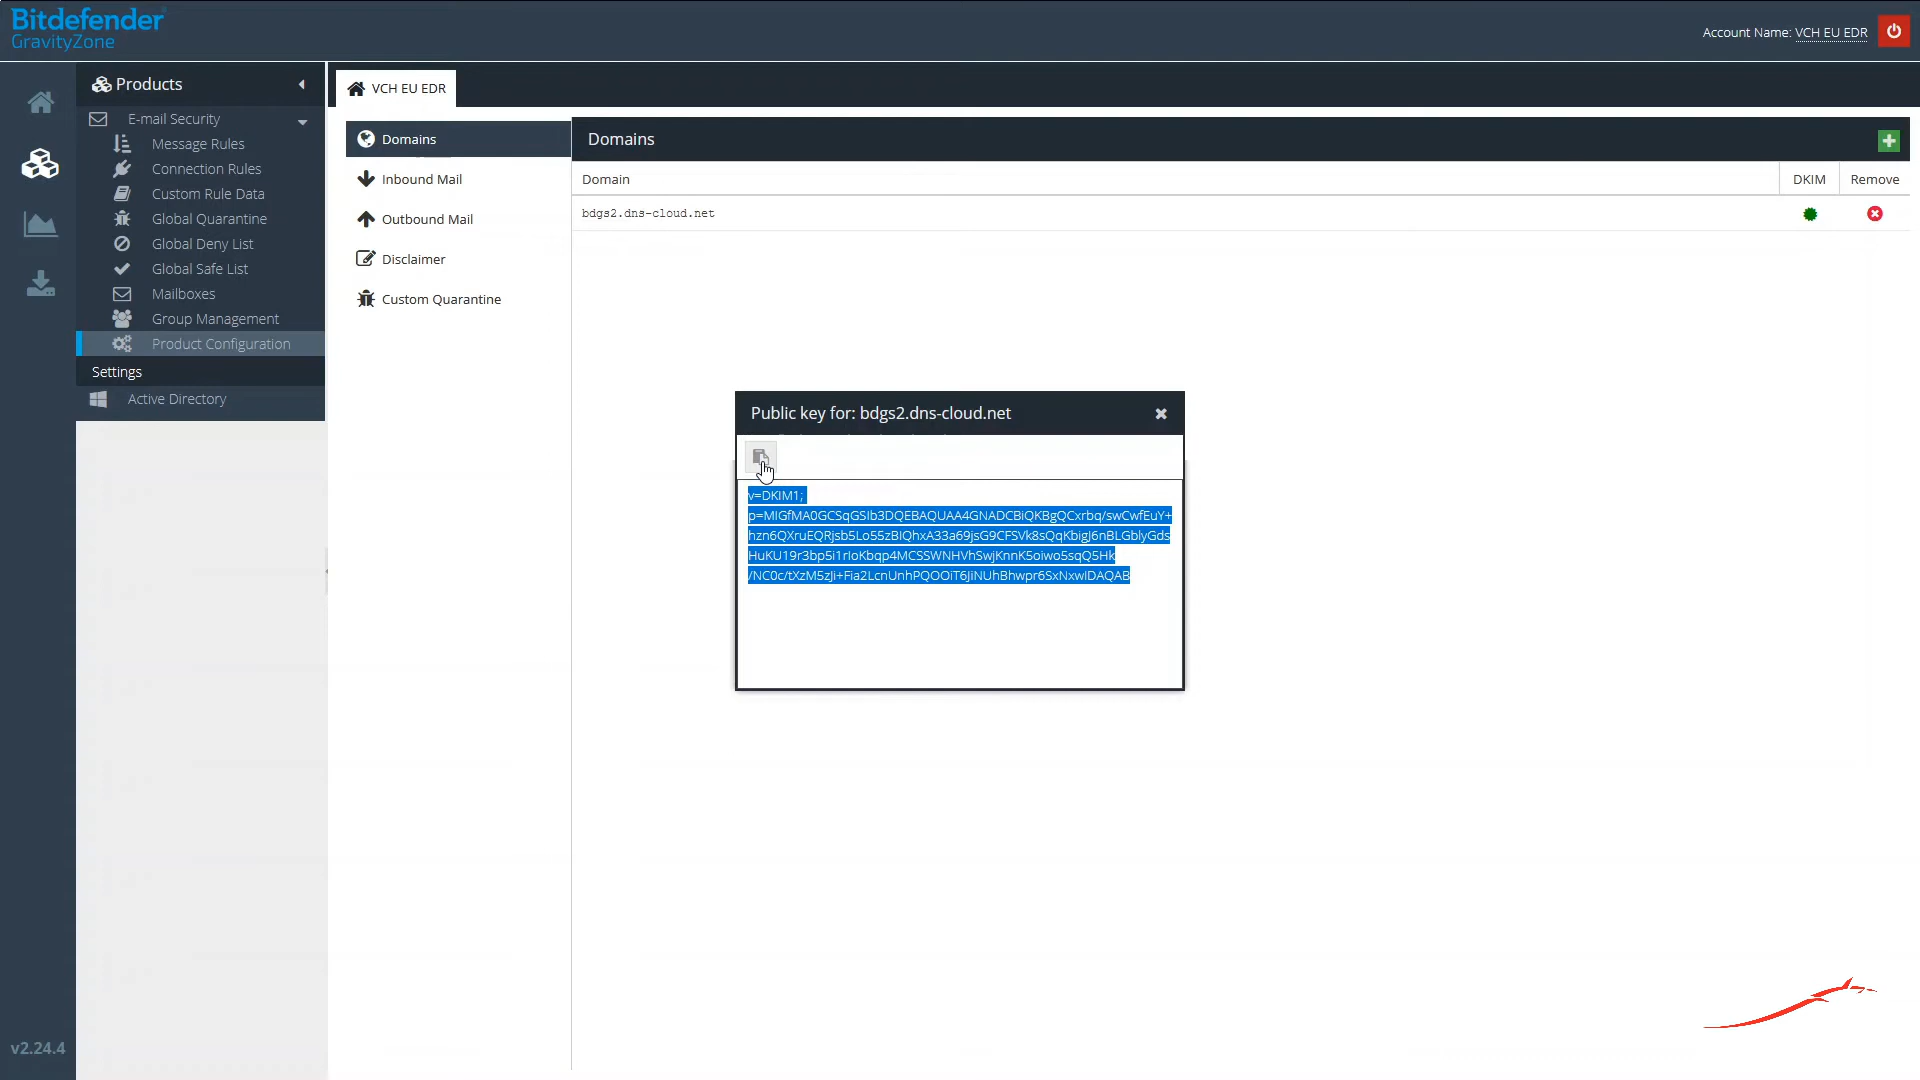 Bitdefender
GravityZone
Account Name: VCH EU EDR
Products
E-mail Security
Message Rules
Connection Rules
Custom Rule Data
Global Quarantine
Global Deny List
Global Safe List
Mailboxes
Group Management
Product Configuration
Settings
Active Directory
v2.24.4
VCH EU EDR
Domains
Inbound Mail
Outbound Mail
Disclaimer
Custom Quarantine
Domains
Domain DKIM Remove
bdgs2.dns-cloud.net
Public key for: bdgs2.dns-cloud.net
v=DKIM1;
p=MIGfMA0GCSqGSIb3DQEBAQUAA4GNADCBiQKBgQCxrbq/swCwfEuY+
hzn6QXruEQRjsb5Lo55zBIQhxA33a69jsG9CFSVk8sQqKbigJ6nBLGblyGds
HuKU19r3bp5i1rIoKbqp4MCSSWNHVhSwjKnnK5oiwo5sqQ5Hk
/NC0c/tXzM5zJi+Fia2LcnUnhPQOOiT6JiNUhBhwpr6SxNxwIDAQAB